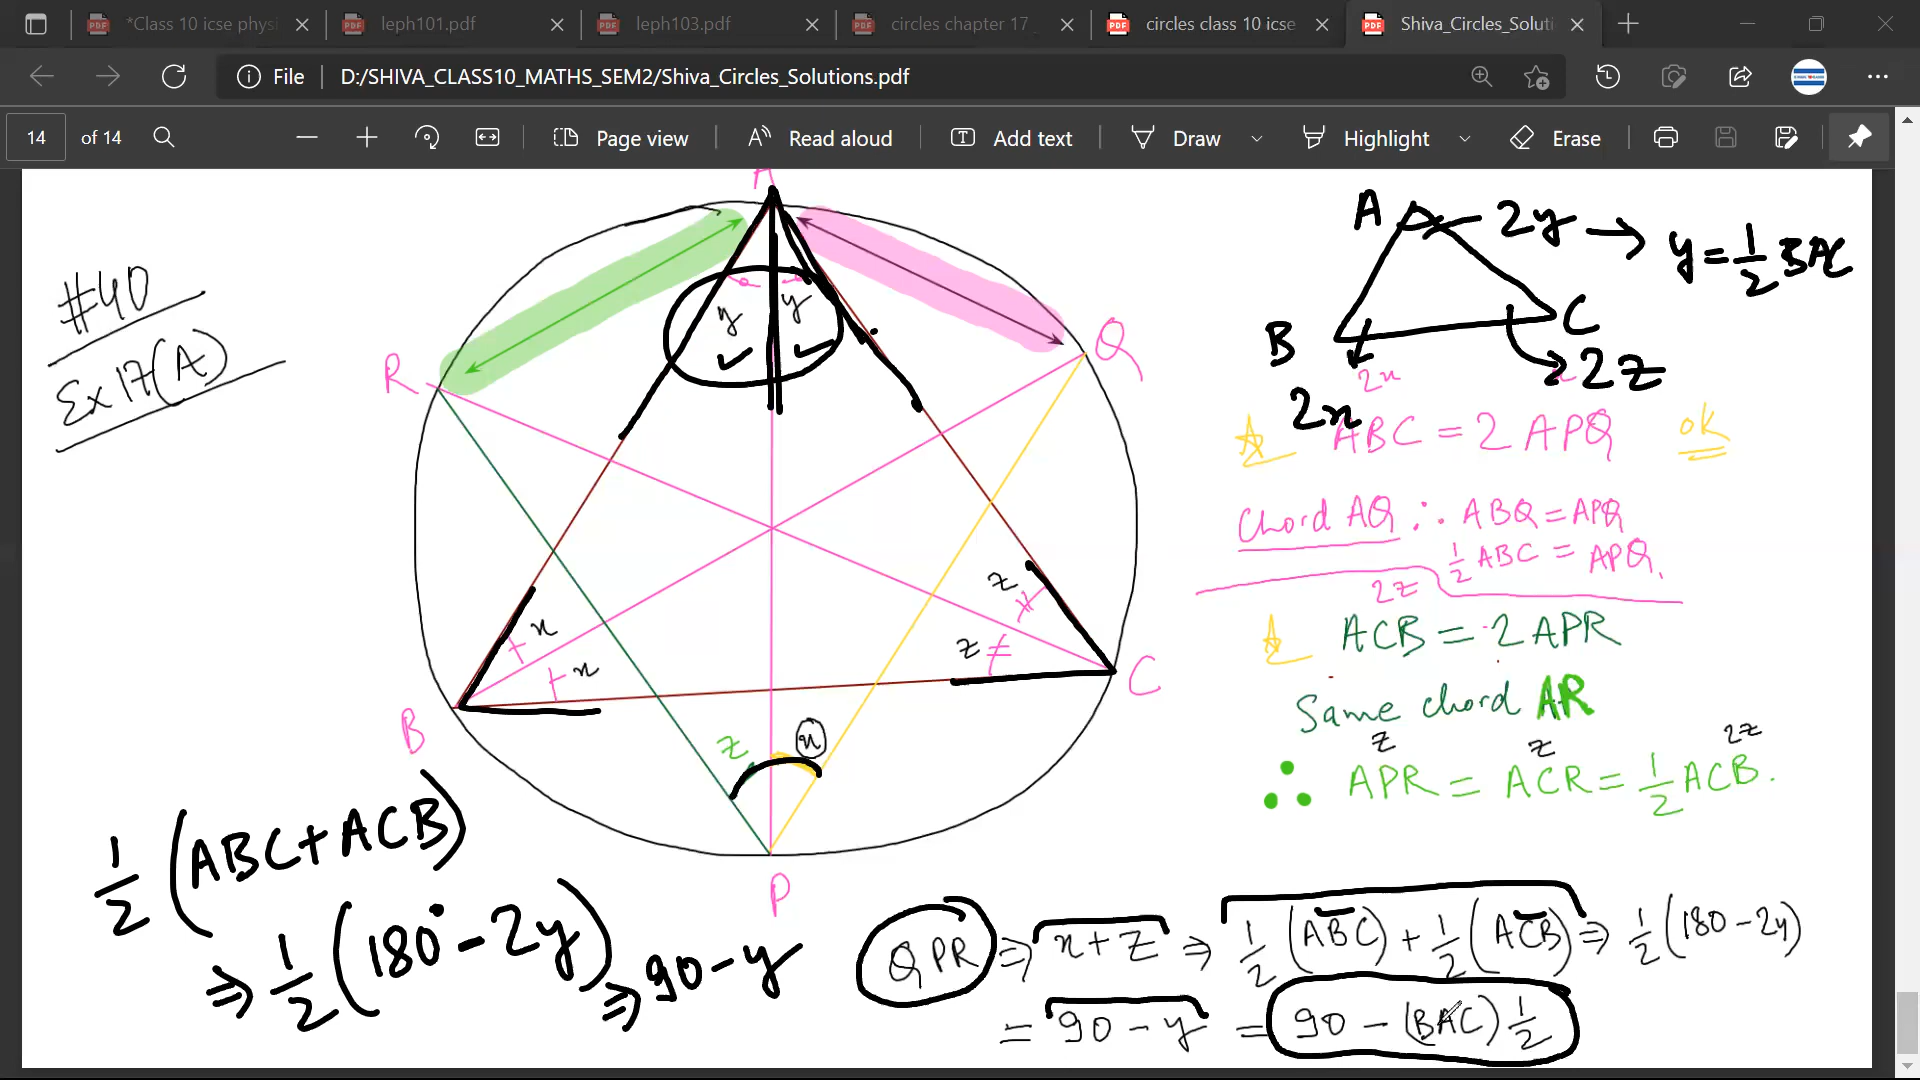 *Class 10 icse physi
leph101.pdf
leph103.pdf
circles chapter 17
circles class 10 icse
Shiva_Circles_Soluti
File
D:/SHIVA_CLASS10_MATHS_SEM2/Shiva_Circles_Solutions.pdf
14 of 14
Page view
Read aloud
Add text
Draw
Highlight
Erase
#40
Ex 17(A)
A
R
Q
B
C
P
y
y
x
x
z
z
z
x
A 2y → y = 1/2 BAC
B
C
2x
2z
2x
ABC = 2 APQ ok
Chord AQ ∴ ABQ = APQ
1/2 ABC = APQ.
2z
ACB = 2 APR
Same chord AR
z z 2z
∴ APR = ACR = 1/2 ACB.
1/2 (ABC + ACB)
⇒ 1/2 (180° - 2y) ⇒ 90 - y
QPR ⇒ x + z ⇒ 1/2 (ABC) + 1/2 (ACB) ⇒ 1/2 (180 - 2y)
= 90 - y = 90 - (BAC) 1/2